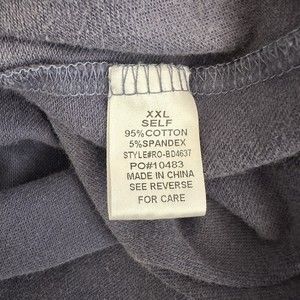 XXL
SELF
95%COTTON
5%SPANDEX
STYLE#RO-BD4637
PO#10483
MADE IN CHINA
SEE REVERSE
FOR CARE